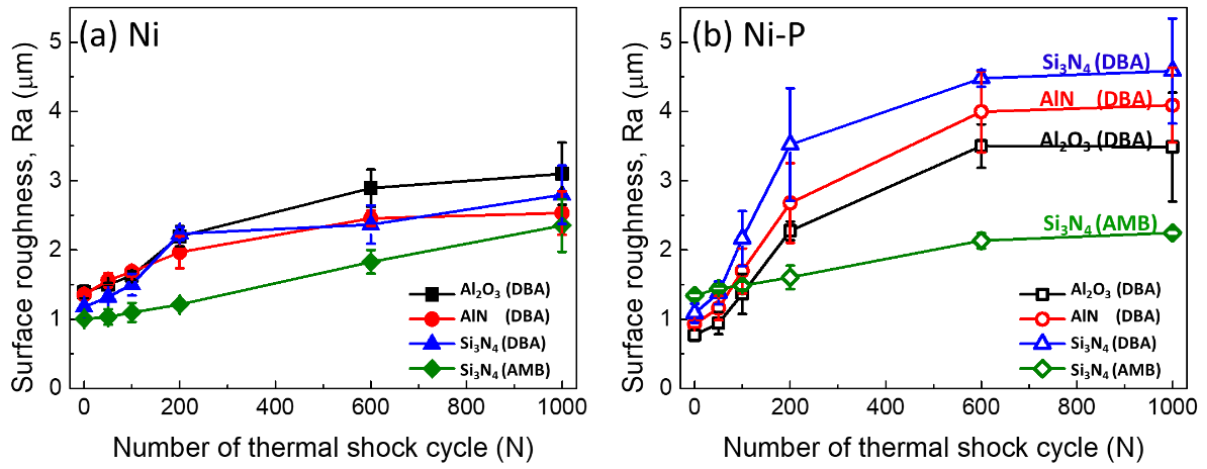 (a) Ni
Surface roughness, Ra (μm)
5
4
3
2
1
0
Al₂O₃ (DBA)
AlN (DBA)
Si₃N₄ (DBA)
Si₃N₄ (AMB)
0 200 400 600 800 1000
Number of thermal shock cycle (N)
(b) Ni-P
Surface roughness, Ra (μm)
5
4
3
2
1
0
Si₃N₄ (DBA)
AlN (DBA)
Al₂O₃ (DBA)
Si₃N₄ (AMB)
Al₂O₃ (DBA)
AlN (DBA)
Si₃N₄ (DBA)
Si₃N₄ (AMB)
0 200 400 600 800 1000
Number of thermal shock cycle (N)